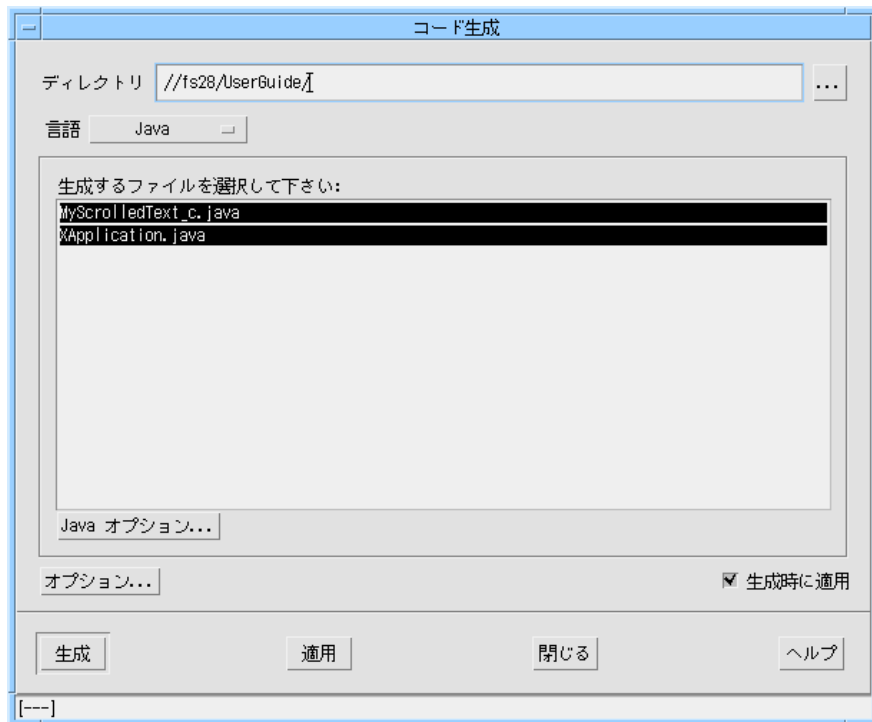 コード生成
ディレクトリ //fs28/UserGuide/
...
言語 Java
生成するファイルを選択して下さい:
MyScrolledText_c.java
XApplication.java
Java オプション...
オプション...
生成時に適用
生成 適用 閉じる ヘルプ
[---]